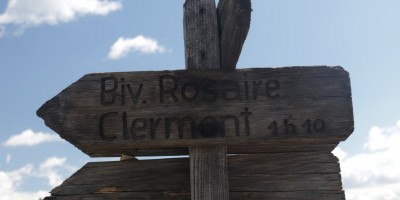 Biv. Rosaire
Clermont 1h10